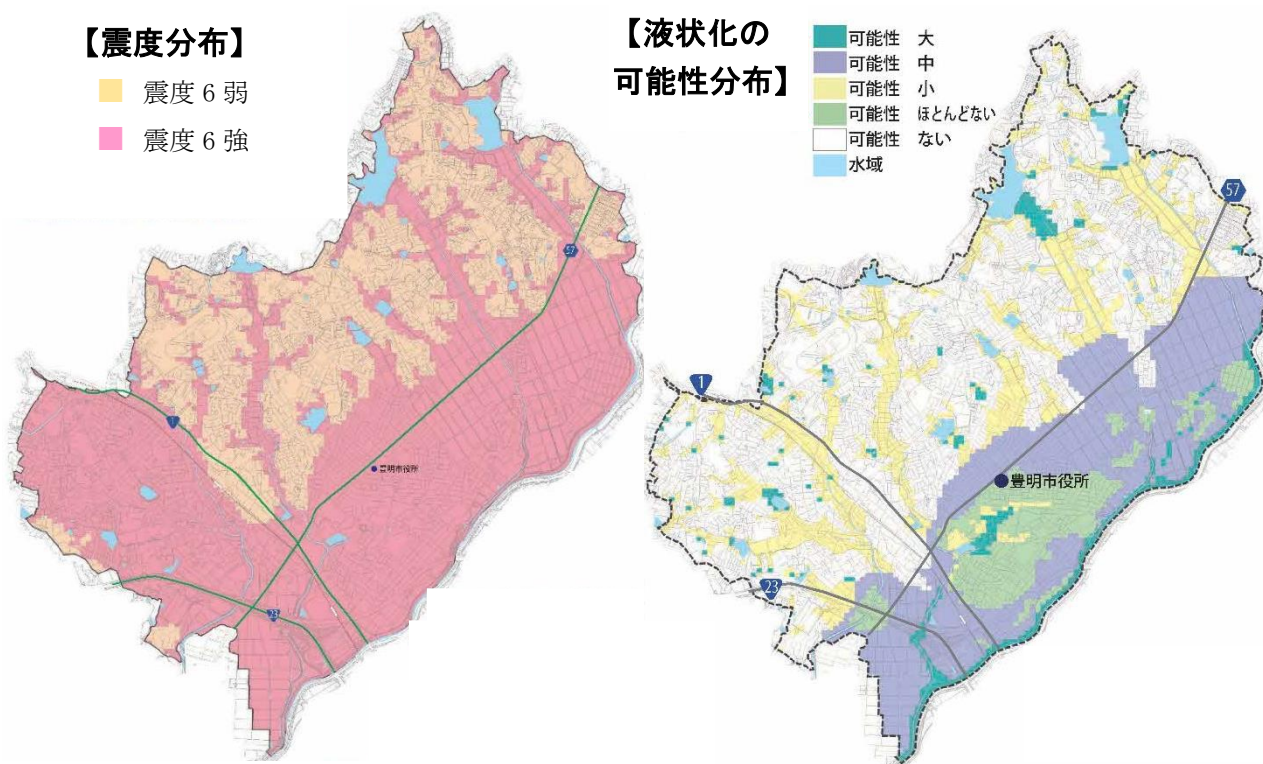 【震度分布】
震度 6 弱
震度 6 強
57
1
豊明市役所
23
【液状化の
可能性分布】
可能性 大
可能性 中
可能性 小
可能性 ほとんどない
可能性 ない
水域
57
1
豊明市役所
23